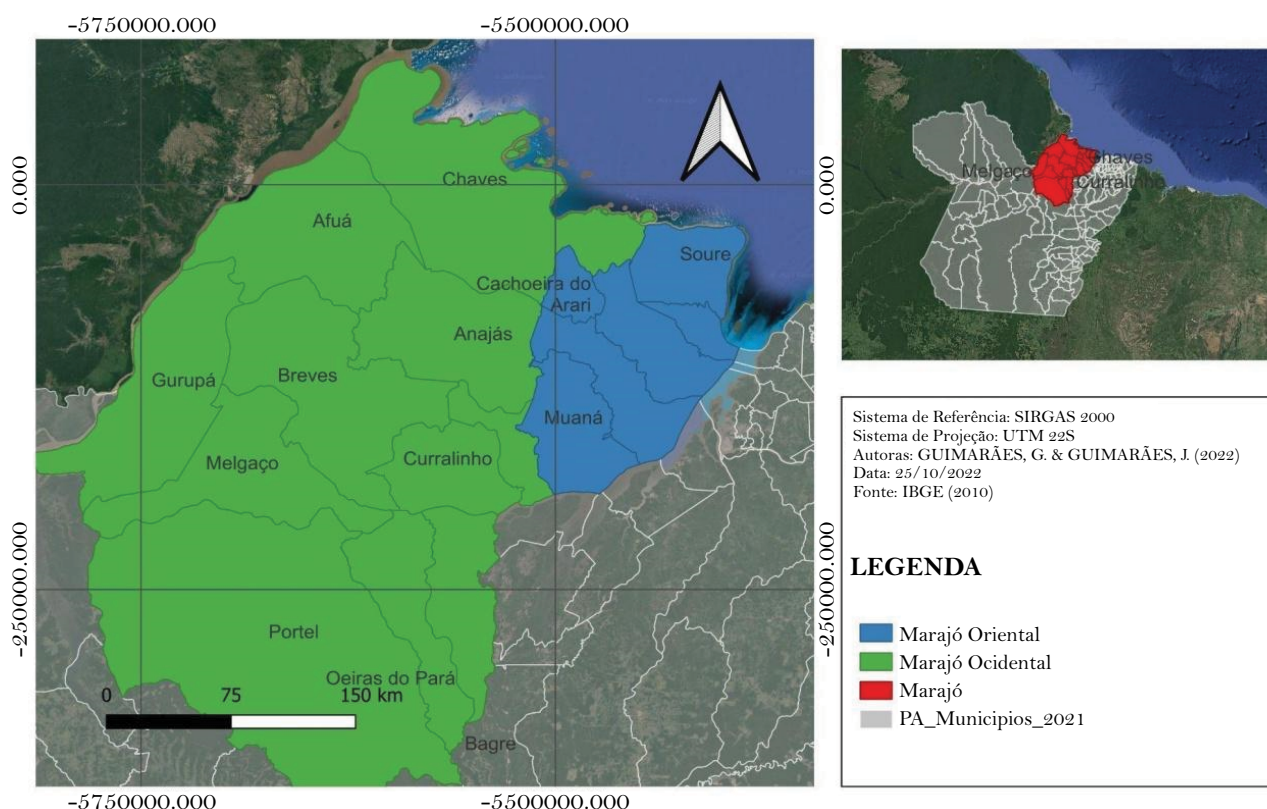 -5750000.000
-5500000.000
0.000
0.000
Chaves
Afuá
Soure
Cachoeira do
Arari
Anajás
Gurupá
Breves
Muaná
Melgaço
Curralinho
-250000.000
-250000.000
Portel
Oeiras do Pará
0 75 150 km
Bagre
-5750000.000
-5500000.000
Chaves
Melgaço
Curralinho
Sistema de Referência: SIRGAS 2000
Sistema de Projeção: UTM 22S
Autoras: GUIMARÃES, G. & GUIMARÃES, J. (2022)
Data: 25/10/2022
Fonte: IBGE (2010)
LEGENDA
Marajó Oriental
Marajó Ocidental
Marajó
PA_Municipios_2021